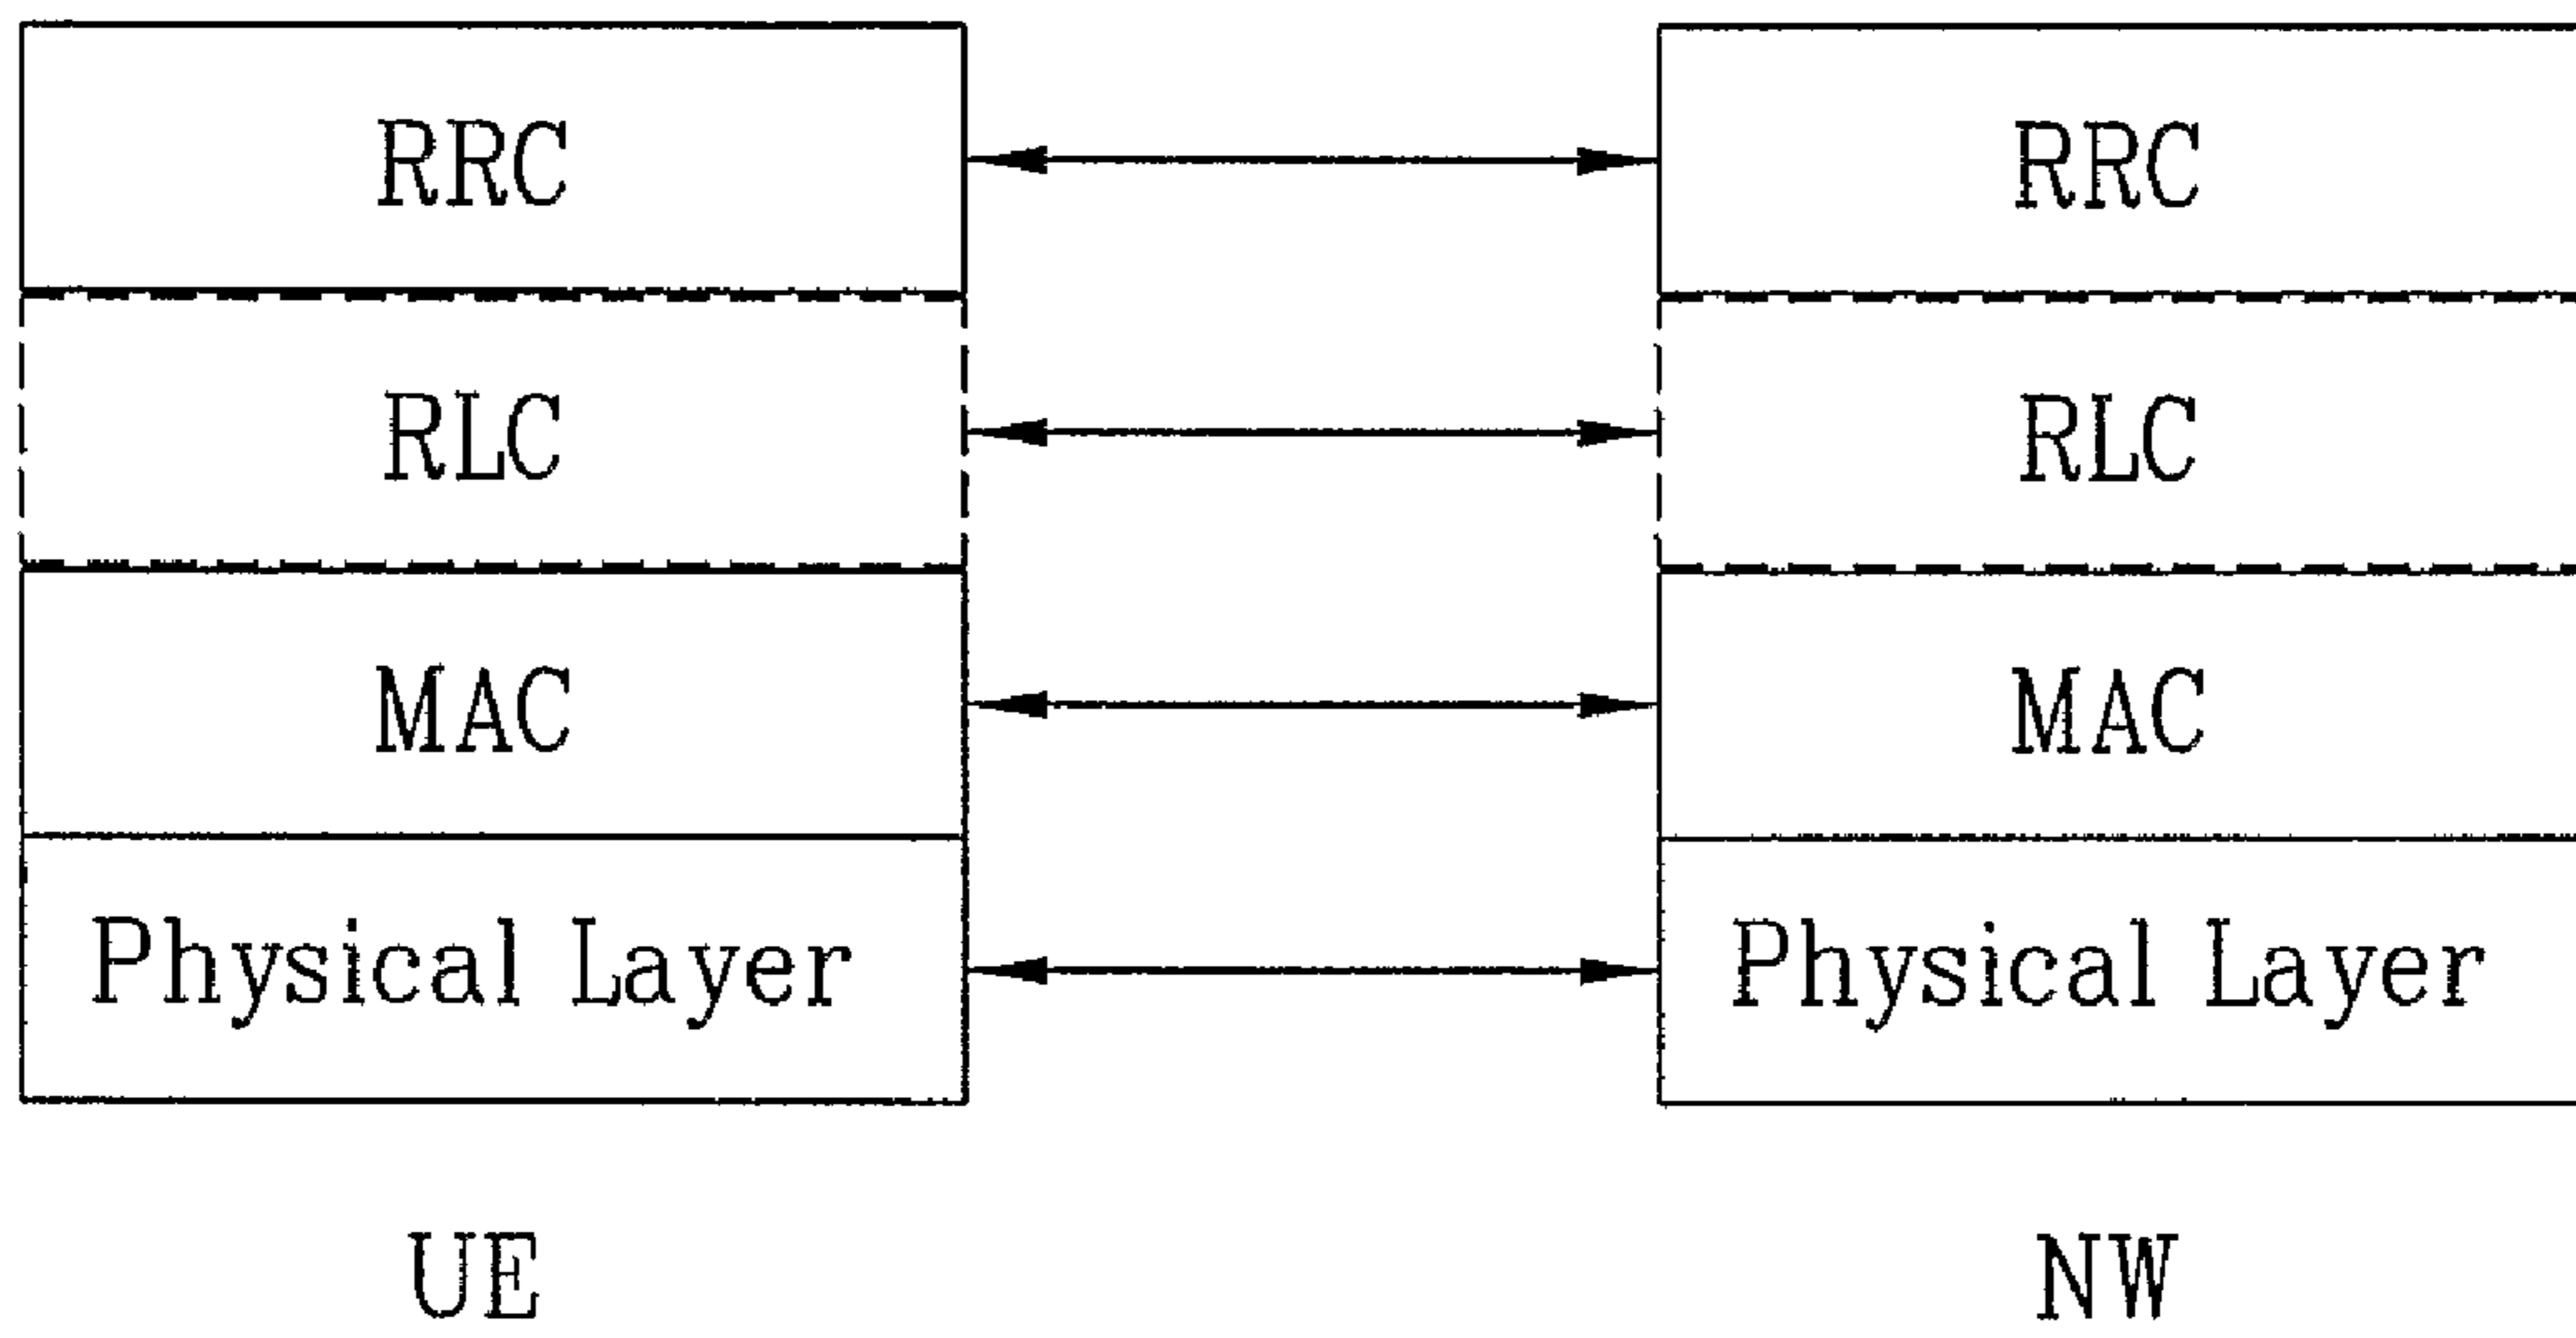 RRC RRC
RLC RLC
MAC MAC
Physical Layer Physical Layer
UE NW